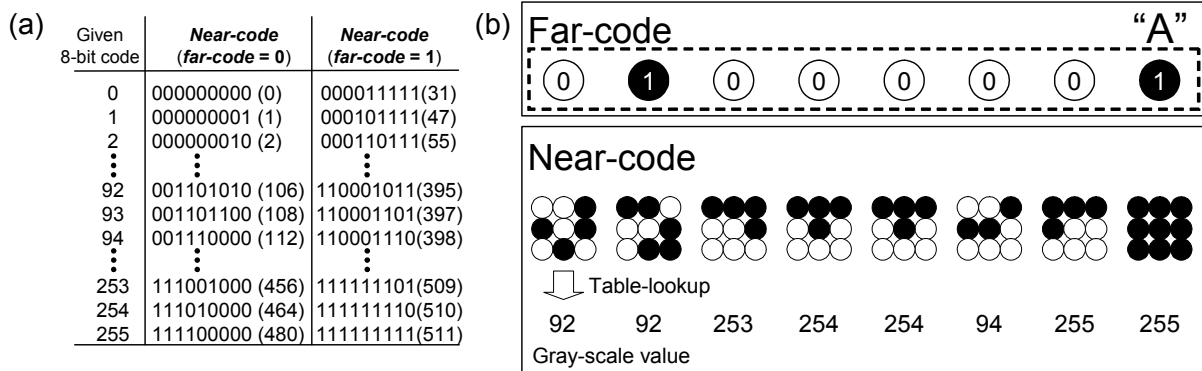 (a)
Given 8-bit code Near-code (far-code = 0) Near-code (far-code = 1)
0 000000000 (0) 000011111(31)
1 000000001 (1) 000101111(47)
2 000000010 (2) 000110111(55)
92 001101010 (106) 110001011(395)
93 001101100 (108) 110001101(397)
94 001110000 (112) 110001110(398)
253 111001000 (456) 111111101(509)
254 111010000 (464) 111111110(510)
255 111100000 (480) 111111111(511)
(b)
Far-code "A"
0 1 0 0 0 0 0 1
Near-code
Table-lookup
92 92 253 254 254 94 255 255
Gray-scale value